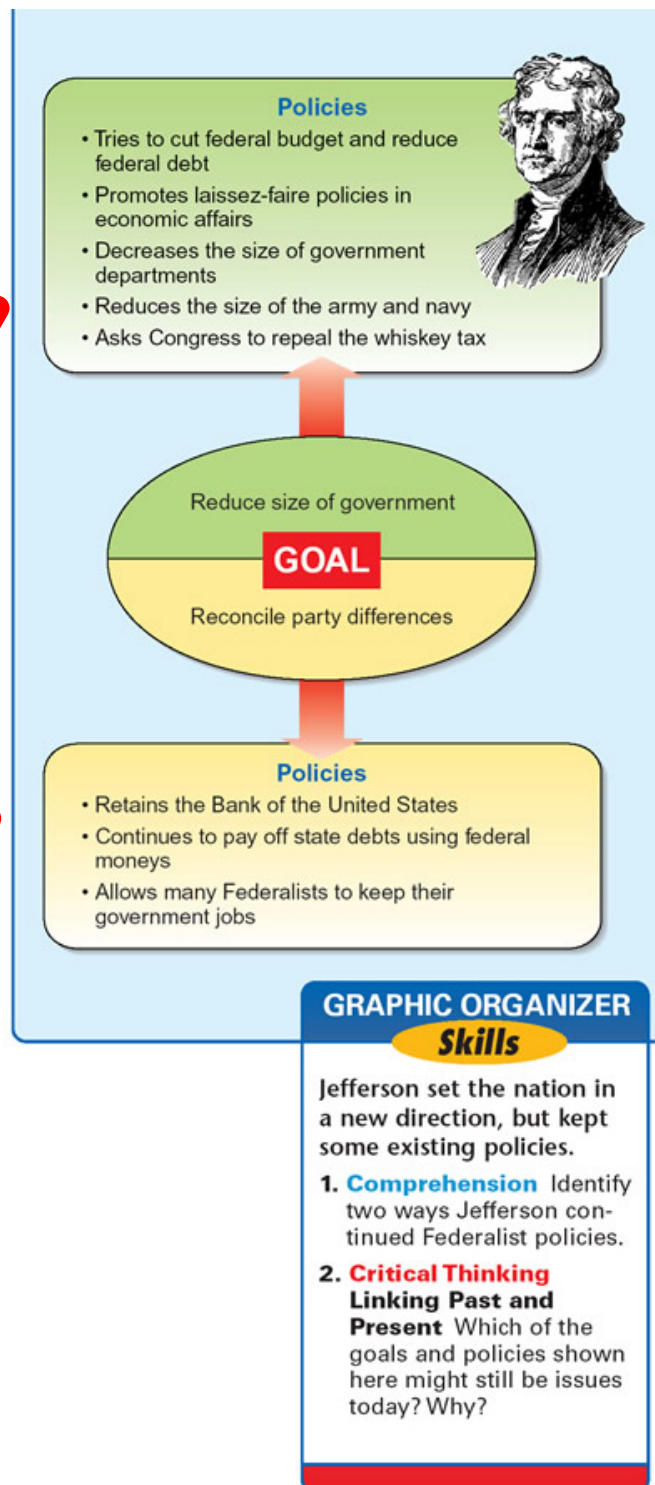 Policies
• Tries to cut federal budget and reduce
federal debt
• Promotes laissez-faire policies in
economic affairs
• Decreases the size of government
departments
• Reduces the size of the army and navy
• Asks Congress to repeal the whiskey tax
Reduce size of government
GOAL
Reconcile party differences
Policies
• Retains the Bank of the United States
• Continues to pay off state debts using federal
moneys
• Allows many Federalists to keep their
government jobs
GRAPHIC ORGANIZER
Skills
Jefferson set the nation in
a new direction, but kept
some existing policies.
1. Comprehension Identify
two ways Jefferson con-
tinued Federalist policies.
2. Critical Thinking
Linking Past and
Present Which of the
goals and policies shown
here might still be issues
today? Why?